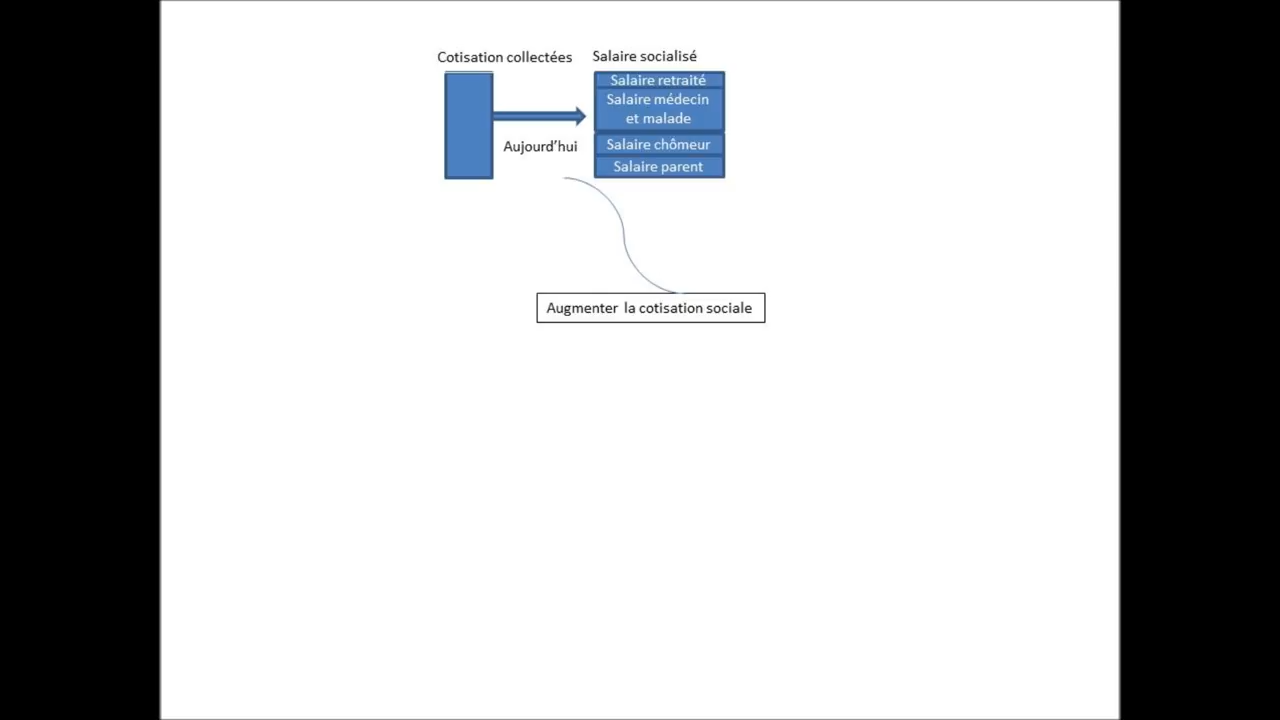 Cotisation collectées
Salaire socialisé
Salaire retraité
Salaire médecin
et malade
Aujourd'hui
Salaire chômeur
Salaire parent
Augmenter la cotisation sociale